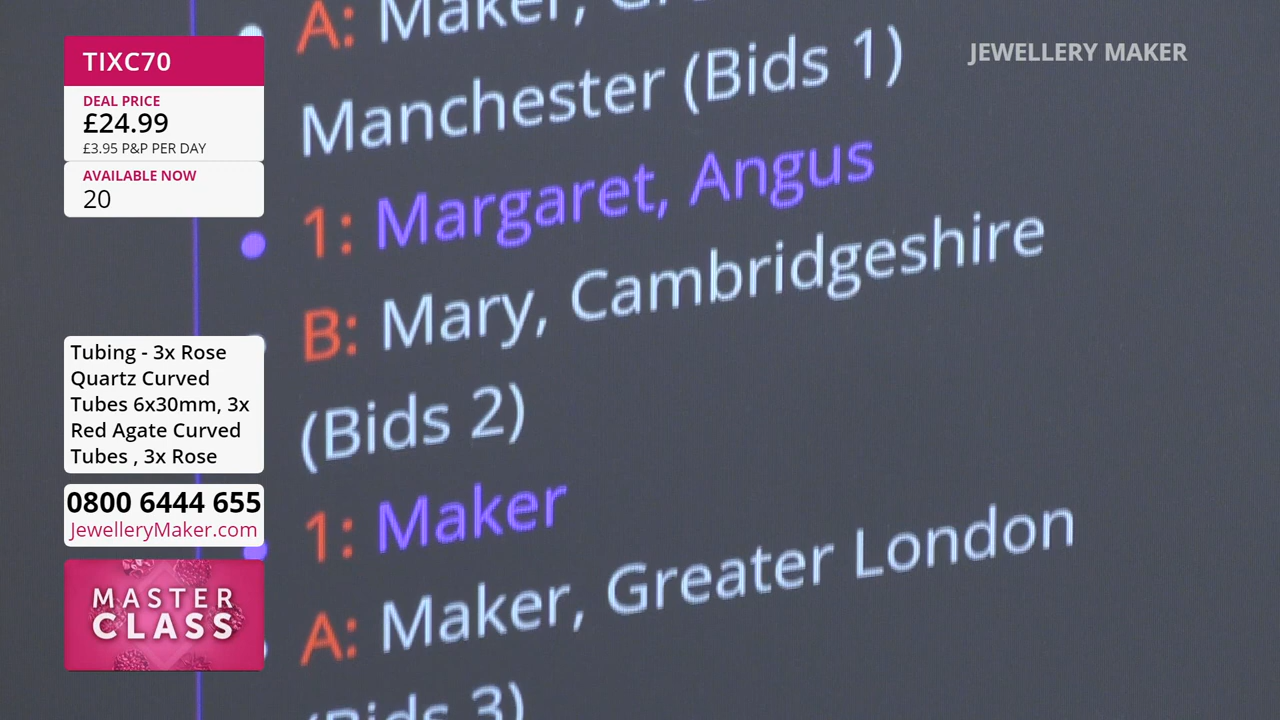 TIXC70
DEAL PRICE
£24.99
£3.95 P&P PER DAY
AVAILABLE NOW
20
Tubing - 3x Rose
Quartz Curved
Tubes 6x30mm, 3x
Red Agate Curved
Tubes , 3x Rose
0800 6444 655
JewelleryMaker.com
MASTER
CLASS
JEWELLERY MAKER
A: Maker,
Manchester (Bids 1)
1: Margaret, Angus
B: Mary, Cambridgeshire
(Bids 2)
1: Maker
A: Maker, Greater London
(Bids 3)